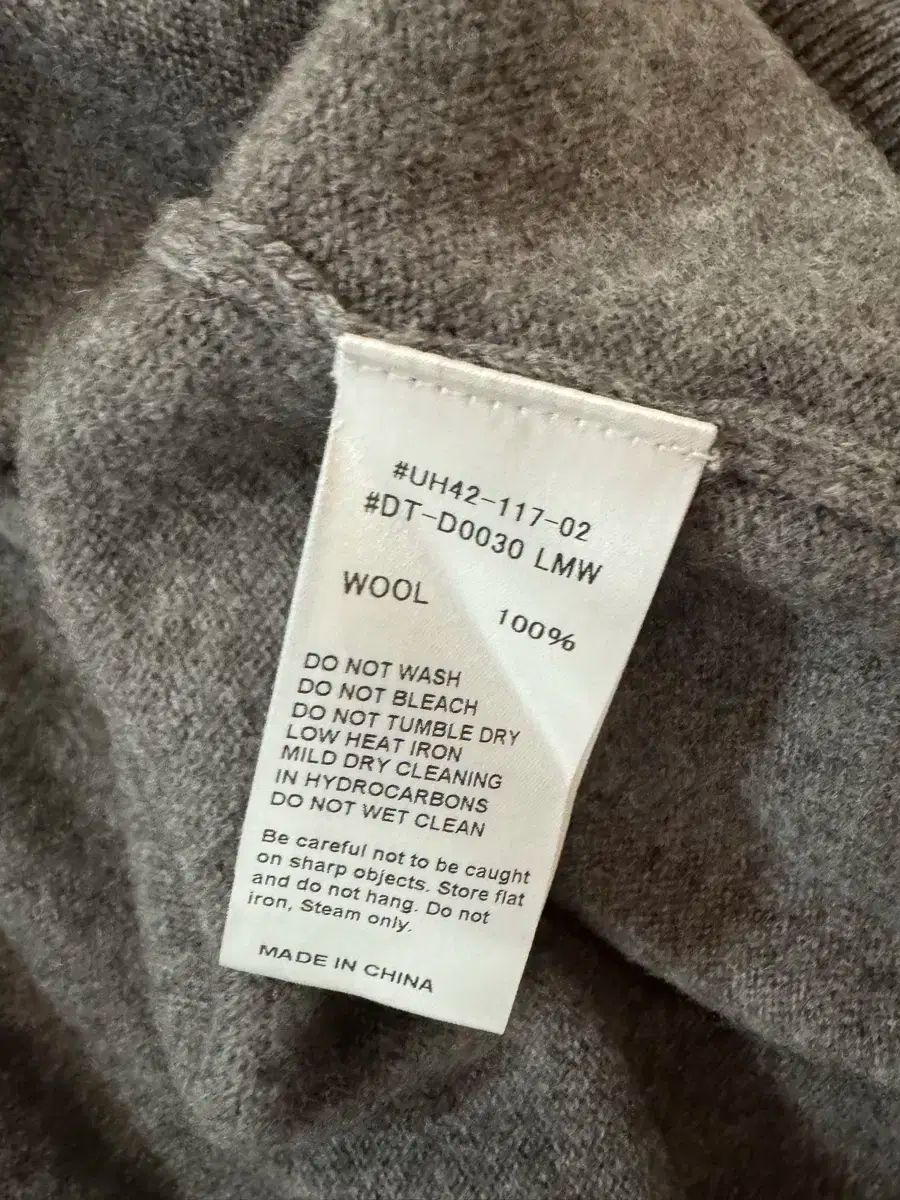 #UH42-117-02
#DT-D0030 LMW
WOOL 100%
DO NOT WASH
DO NOT BLEACH
DO NOT TUMBLE DRY
LOW HEAT IRON
MILD DRY CLEANING
IN HYDROCARBONS
DO NOT WET CLEAN
Be careful not to be caught
on sharp objects. Store flat
and do not hang. Do not
iron, Steam only.
MADE IN CHINA